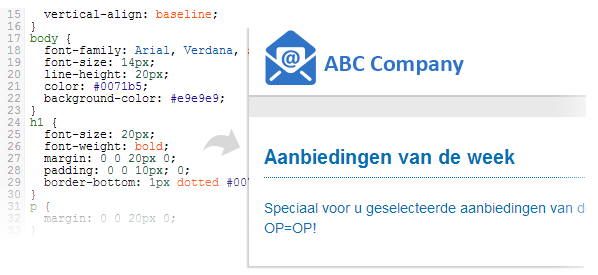 15 vertical-align: baseline;
16 }
17 body {
18 font-family: Arial, Verdana,
19 font-size: 14px;
20 line-height: 20px;
21 color: #0071b5;
22 background-color: #e9e9e9;
23 }
24 h1 {
25 font-size: 20px;
26 font-weight: bold;
27 margin: 0 0 20px 0;
28 padding: 0 0 10px; 0;
29 border-bottom: 1px dotted #00
30 }
31 p {
32 margin: 0 0 20px 0;
33 }
@
ABC Company
Aanbiedingen van de week
Speciaal voor u geselecteerde aanbiedingen van d
OP=OP!